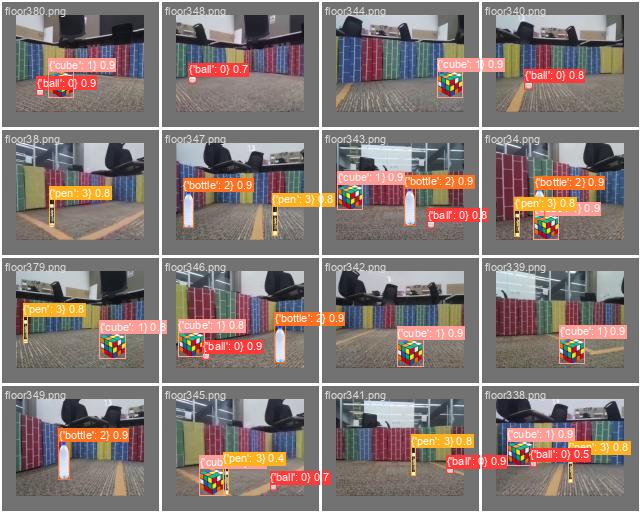 floor380.png
{'cube': 1} 0.9
{'ball': 0} 0.9
floor348.png
{'ball': 0} 0.7
floor344.png
{'cube': 1} 0.9
floor340.png
{'ball': 0} 0.8
floor38.png
{'pen': 3} 0.8
floor347.png
{'bottle': 2} 0.9
{'pen': 3} 0.8
floor343.png
{'cube': 1} 0.9
{'bottle': 2} 0.9
{'ball': 0} 0.8
floor34.png
{'bottle': 2} 0.9
{'pen': 3} 0.8
0.9
floor379.png
{'pen': 3} 0.8
{'cube': 1} 0.8
floor346.png
{'bottle': 2} 0.9
{'cube': 1} 0.8
{'ball': 0} 0.9
floor342.png
{'cube': 1} 0.9
floor339.png
{'cube': 1} 0.9
floor349.png
{'bottle': 2} 0.9
floor345.png
{'cub
'pen': 3} 0.4
{'ball': 0} 0.7
floor341.png
{'pen': 3} 0.8
{'ball': 0} 0.9
floor338.png
{'cube': 1} 0.9
'pen': 3} 0.8
{'ball': 0} 0.5